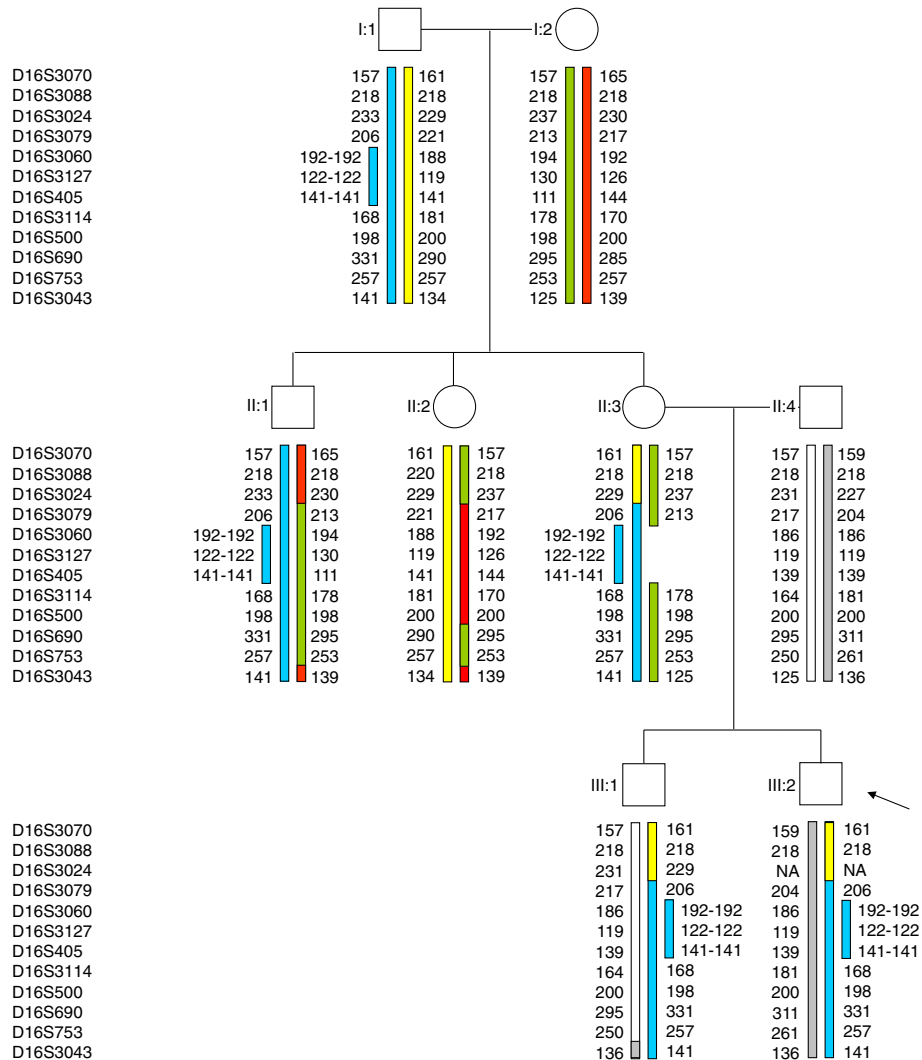 I:1 I:2
D16S3070 157 161 157 165
D16S3088 218 218 218 218
D16S3024 233 229 237 230
D16S3079 206 221 213 217
D16S3060 192-192 188 194 192
D16S3127 122-122 119 130 126
D16S405 141-141 141 111 144
D16S3114 168 181 178 170
D16S500 198 200 198 200
D16S690 331 290 295 285
D16S753 257 257 253 257
D16S3043 141 134 125 139
II:1 II:2 II:3 II:4
D16S3070 157 165 161 157 161 157 157 159
D16S3088 218 218 220 218 218 218 218 218
D16S3024 233 230 229 237 229 237 231 227
D16S3079 206 213 221 217 206 213 217 204
D16S3060 192-192 194 188 192 192-192 186 186
D16S3127 122-122 130 119 126 122-122 119 119
D16S405 141-141 111 141 144 141-141 139 139
D16S3114 168 178 181 170 168 178 164 181
D16S500 198 198 200 200 198 198 200 200
D16S690 331 295 290 295 331 295 295 311
D16S753 257 253 257 253 257 253 250 261
D16S3043 141 139 134 139 141 125 125 136
III:1 III:2
D16S3070 157 161 159 161
D16S3088 218 218 218 218
D16S3024 231 229 NA NA
D16S3079 217 206 204 206
D16S3060 186 192-192 186 192-192
D16S3127 119 122-122 119 122-122
D16S405 139 141-141 139 141-141
D16S3114 164 168 181 168
D16S500 200 198 200 198
D16S690 295 331 311 331
D16S753 250 257 261 257
D16S3043 136 141 136 141